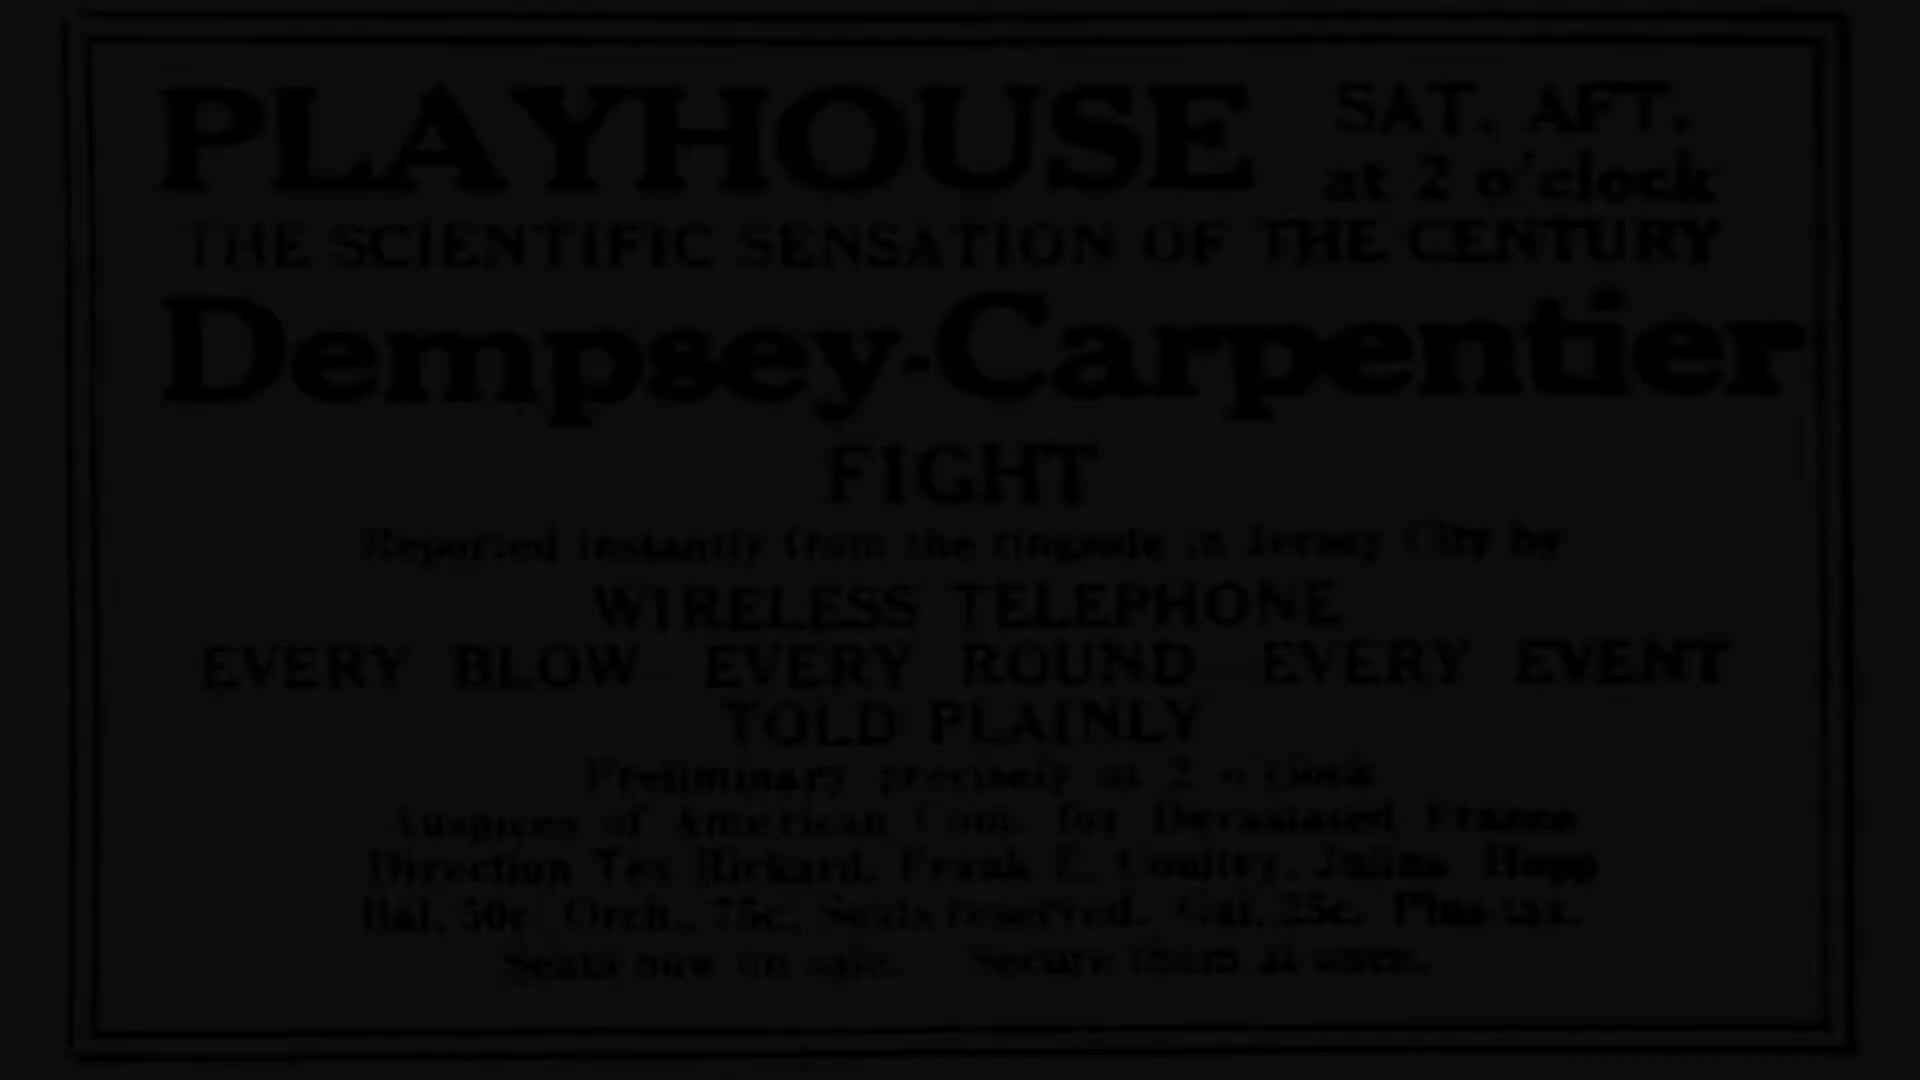 PLAYHOUSE SAT. AFT.
at 2 o'clock
THE SCIENTIFIC SENSATION OF THE CENTURY
Dempsey-Carpentier
FIGHT
Reported instantly from the ringside in Jersey City by
WIRELESS TELEPHONE
EVERY BLOW EVERY ROUND EVERY EVENT
TOLD PLAINLY
Preliminary precisely at 2 o'clock
Auspices of American Com. for Devastated France
Direction Tex Rickard, Frank E. Coultry, Julius Hopp
Bal. 50c Orch., 75c, Seats reserved. Gal. 25c. Plus tax.
Seats now on sale. Secure them at once.